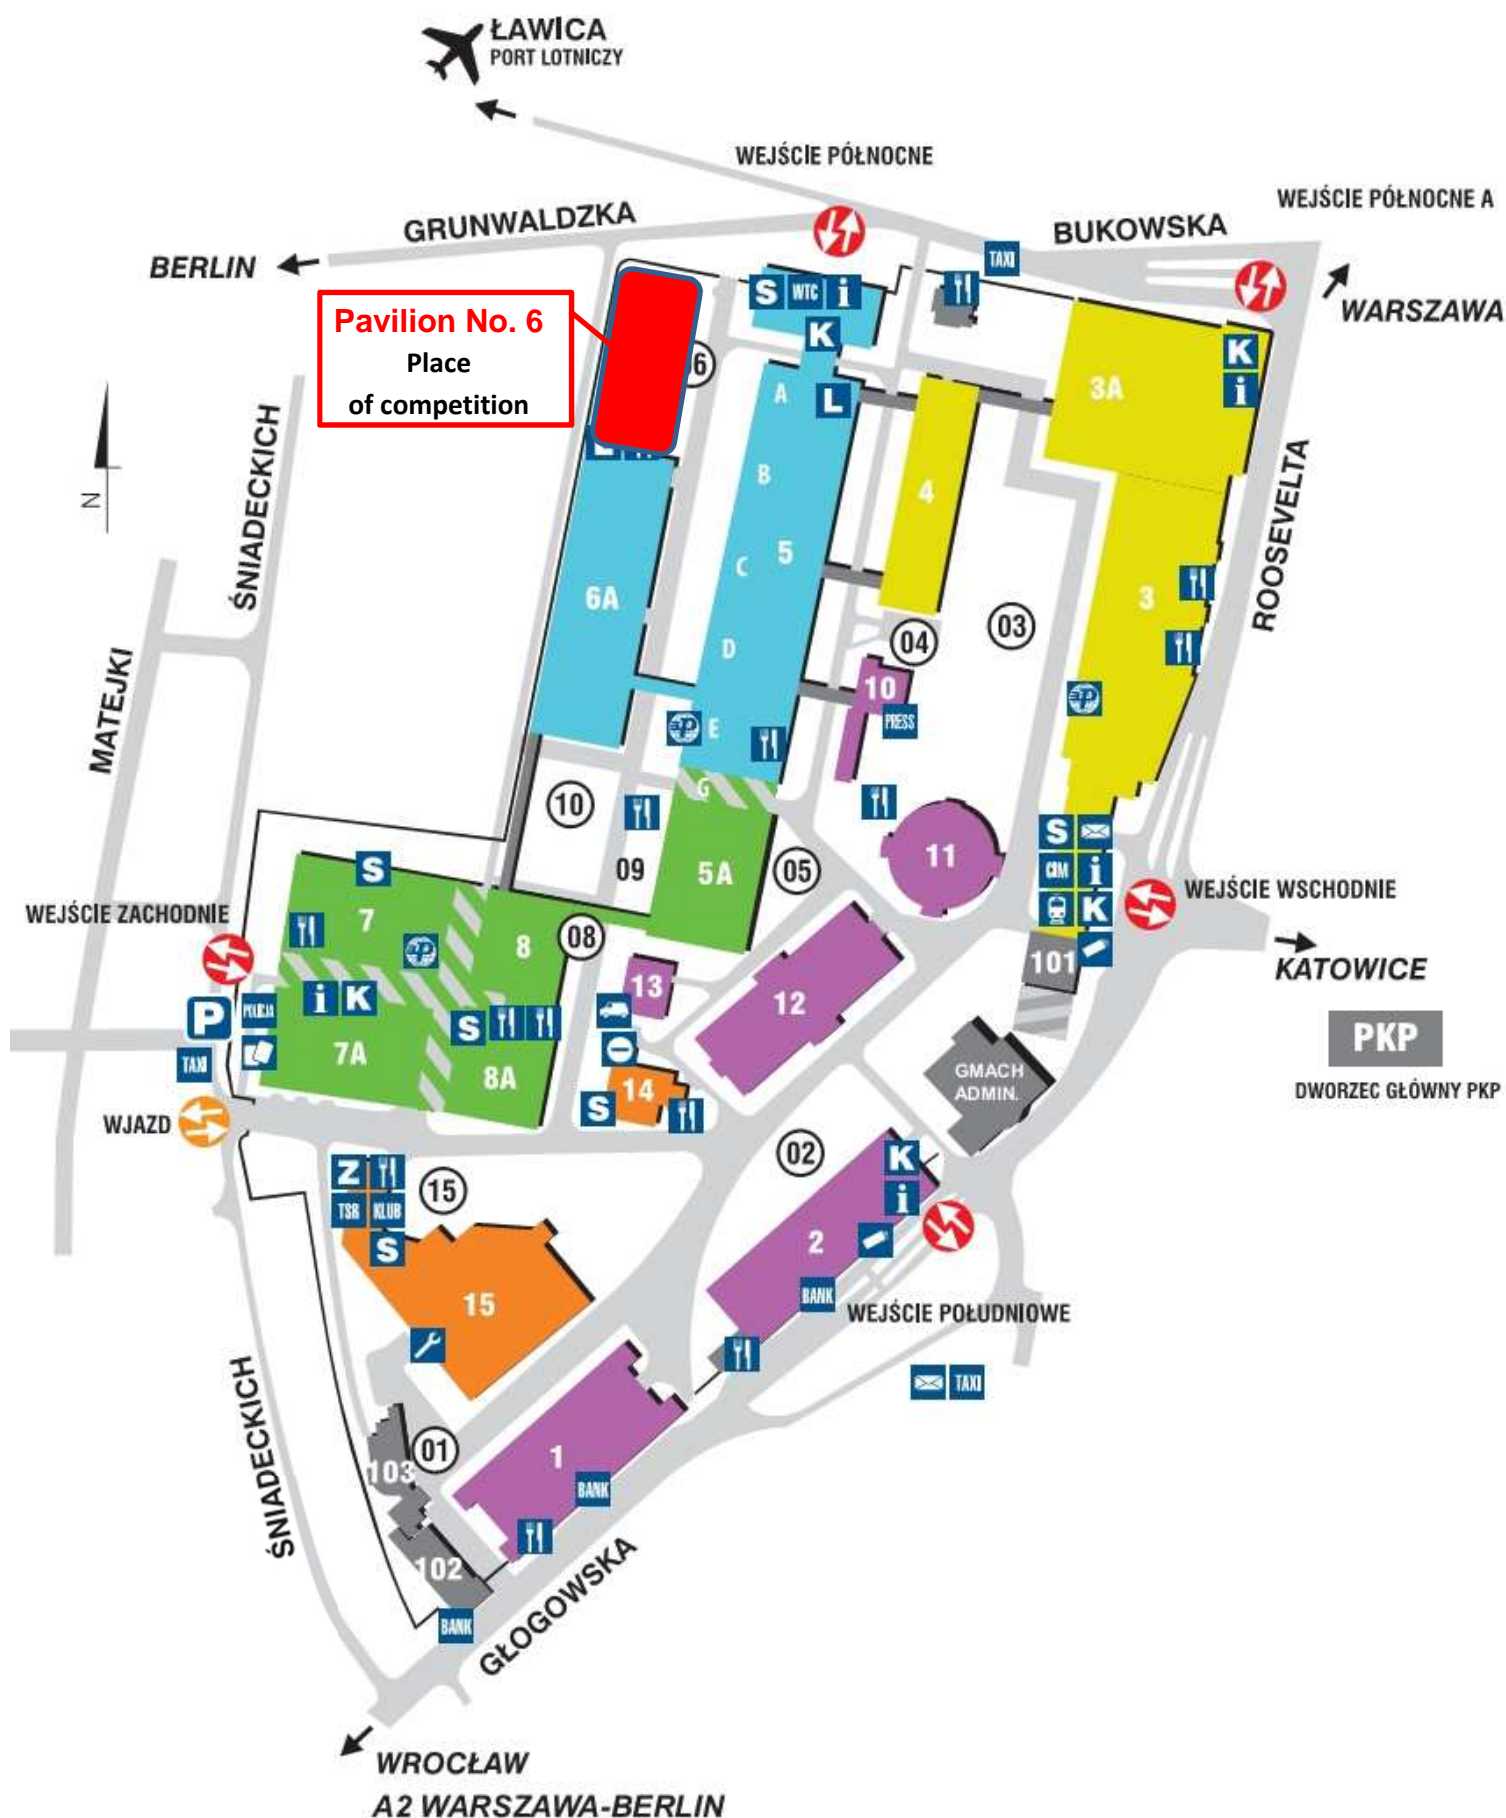 ŁAWICA
PORT LOTNICZY
WEJŚCIE PÓŁNOCNE
WEJŚCIE PÓŁNOCNE A
GRUNWALDZKA
BUKOWSKA
TAXI
BERLIN
WARSZAWA
S WTC i
K
Pavilion No. 6
Place
of competition
6
K
i
3A
A
L
ŚNIADECKICH
B
4
ROOSEVELTA
N
C
5
6A
3
03
04
D
MATEJKI
10
PRESS
E
G
10
09
5A
05
11
S
CIM i
K
WEJŚCIE WSCHODNIE
S
WEJŚCIE ZACHODNIE
7
8
08
101
KATOWICE
13
12
P
POLICJA
i K
S
PKP
TAXI
7A
8A
GMACH
ADMIN.
DWORZEC GŁÓWNY PKP
14
S
WJAZD
02
K
Z
i
TSR KLUB
15
S
2
15
BANK
WEJŚCIE POŁUDNIOWE
TAXI
ŚNIADECKICH
01
1
103
BANK
102
BANK
GŁOGOWSKA
WROCŁAW
A2 WARSZAWA-BERLIN